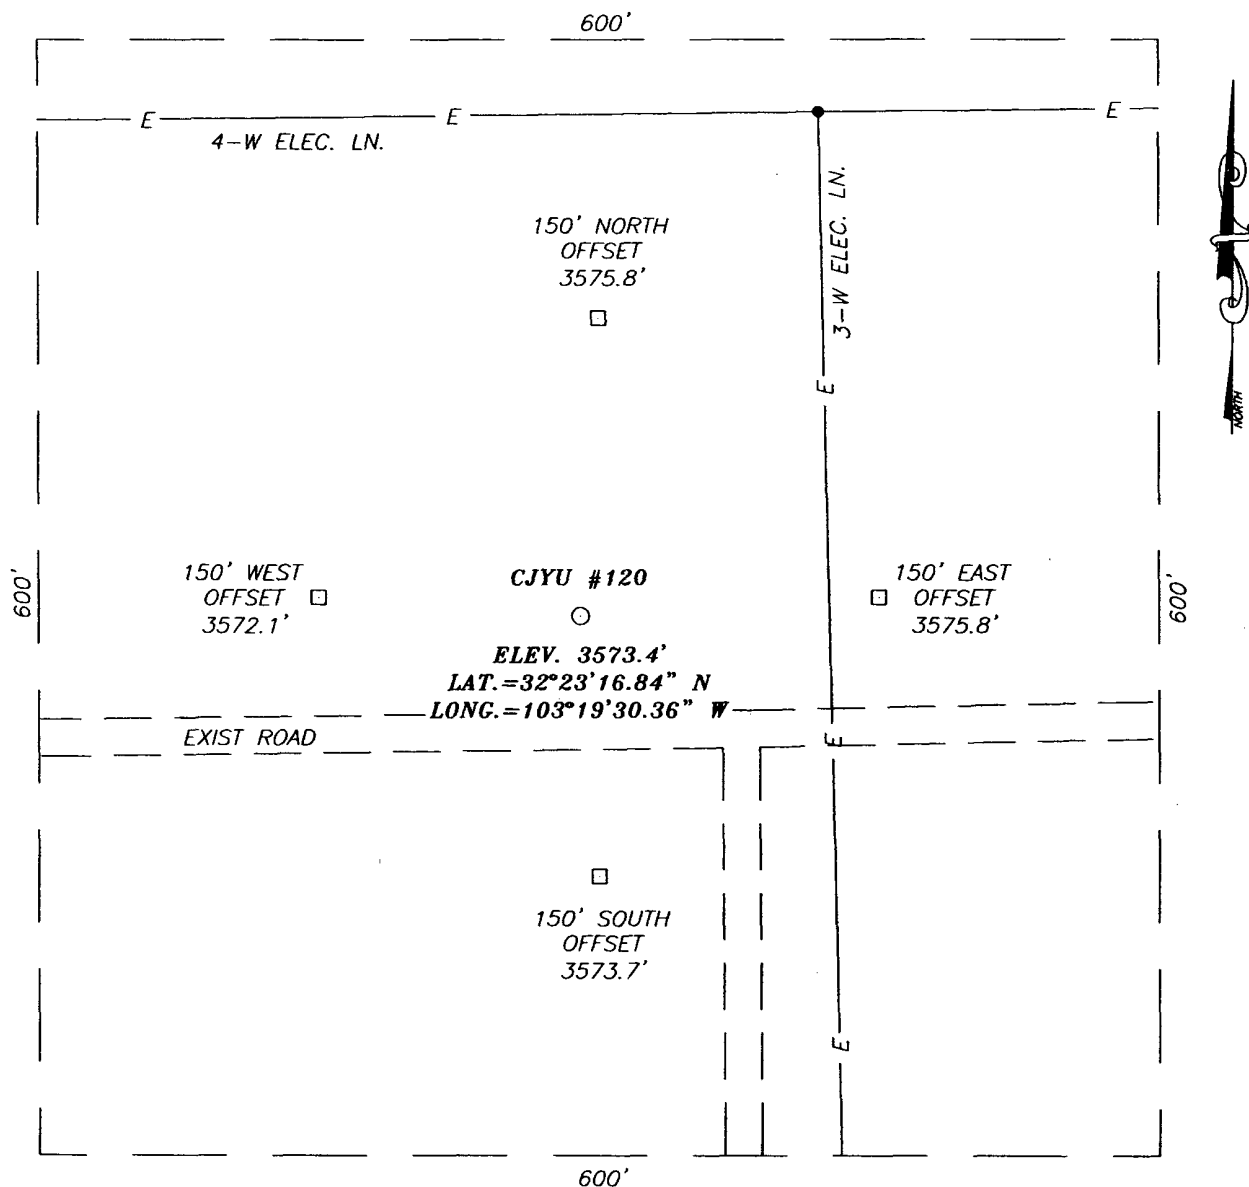 600'
E
E
E
4-W ELEC. LN.
3-W ELEC. LN.
150' NORTH
OFFSET
3575.8'
NORTH
E
600'
150' WEST
OFFSET
3572.1'
CJYU #120
150' EAST
OFFSET
3575.8'
600'
ELEV. 3573.4'
LAT.=32°23'16.84" N
LONG.=103°19'30.36" W
EXIST ROAD
E
150' SOUTH
OFFSET
3573.7'
E
600'